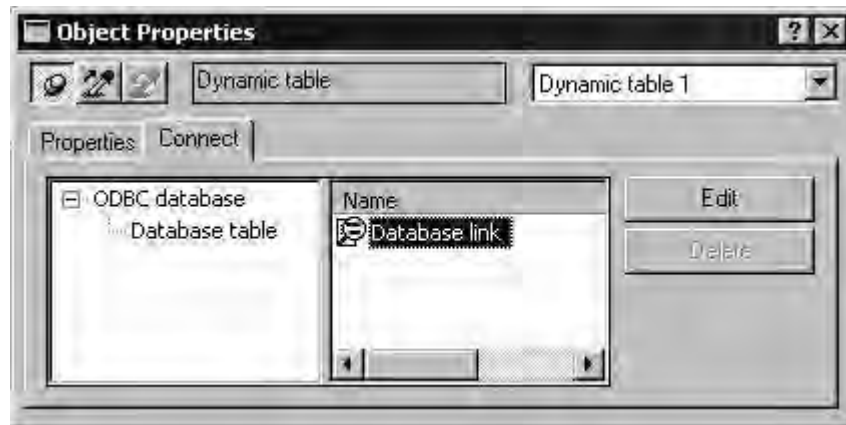 Object Properties
Dynamic table
Dynamic table 1
Properties Connect
ODBC database
Database table
Name
Database link
Edit
Delete